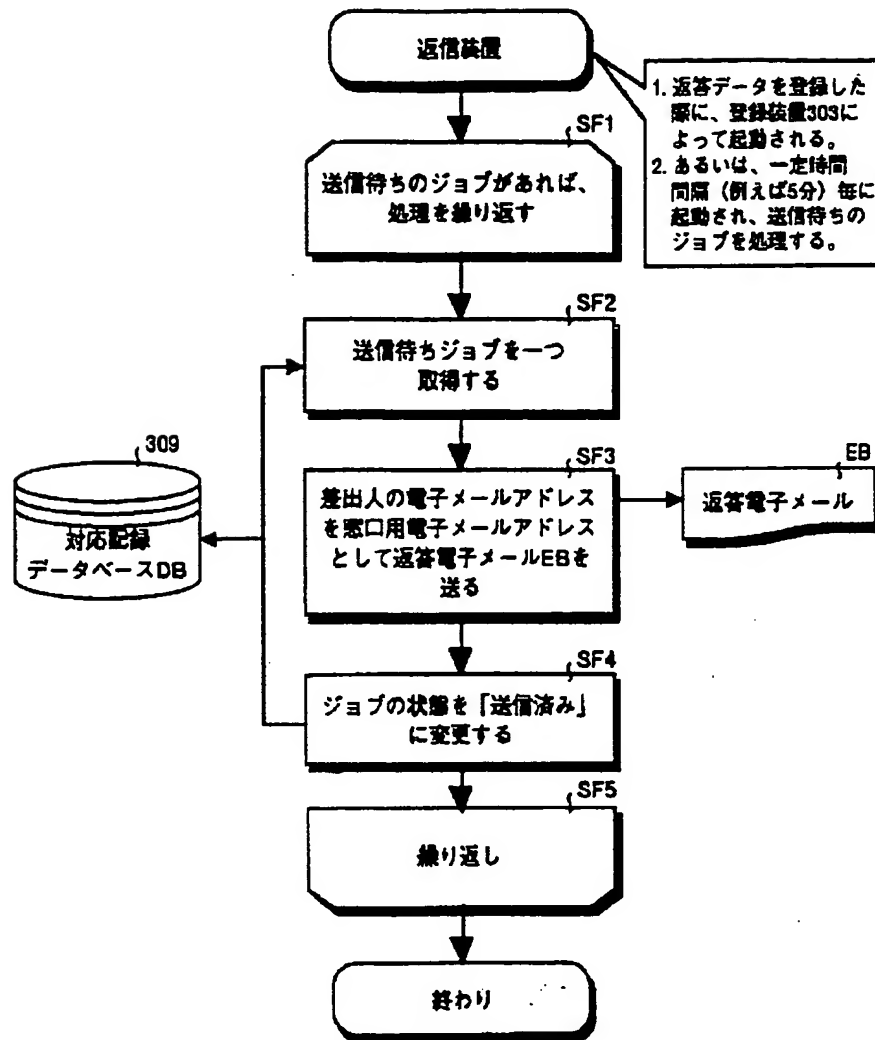 返信装置
1. 返答データを登録した
際に、登録装置303に
よって起動される。
2. あるいは、一定時間
間隔（例えば5分）毎に
起動され、送信待ちの
ジョブを処理する。
SF1
送信待ちのジョブがあれば、
処理を繰り返す
SF2
送信待ちジョブを一つ
取得する
309
対応記録
データベースDB
SF3
差出人の電子メールアドレス
を窓口用電子メールアドレス
として返答電子メールEBを
送る
EB
返答電子メール
SF4
ジョブの状態を「送信済み」
に変更する
SF5
繰り返し
終わり